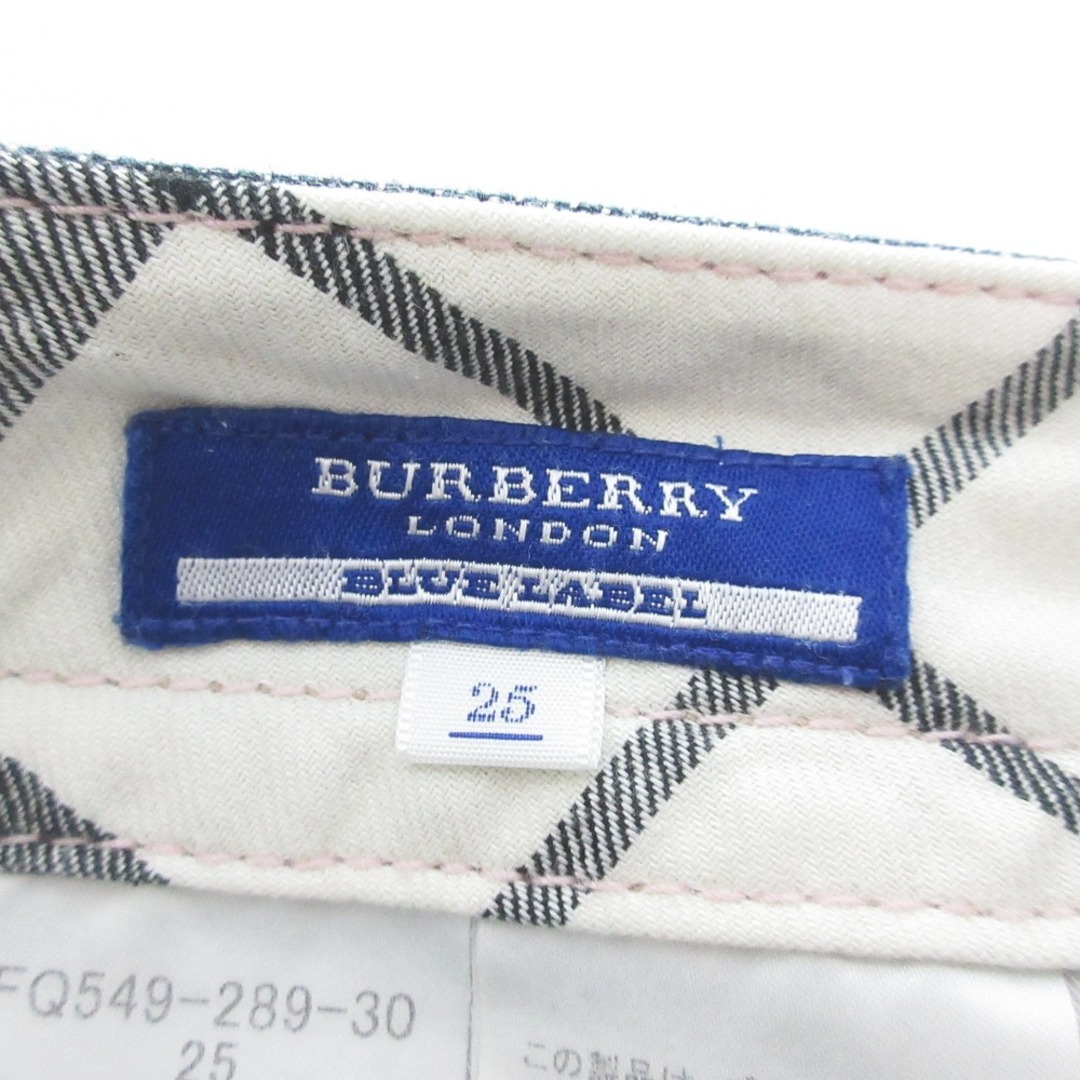 BURBERRY
LONDON
BLUE LABEL
25
FQ549-289-30
25
この製品は